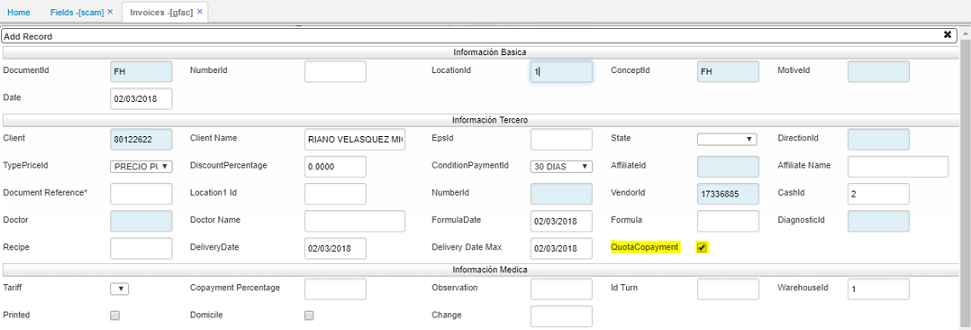 Home Fields -[scam] × Invoices -[gfac] ×
Add Record ✖
Información Basica
DocumentId FH NumberId LocationId 1 ConceptId FH MotiveId
Date 02/03/2018
Información Tercero
Client 80122622 Client Name RIANO VELASQUEZ EpsId State DirectionId
TypePriceId PRECIO DiscountPercentage 0.0000 ConditionPaymentId 30 DIAS AffiliateId Affiliate Name
Document Reference* Location1 Id NumberId VendorId 17336885 CashId 2
Doctor Doctor Name FormulaDate 02/03/2018 Formula DiagnosticId
Recipe DeliveryDate 02/03/2018 Delivery Date Max 02/03/2018 QuotaCopayment
Información Medica
Tariff Copayment Percentage Observation Id Turn WarehouseId 1
Printed Domicile Change